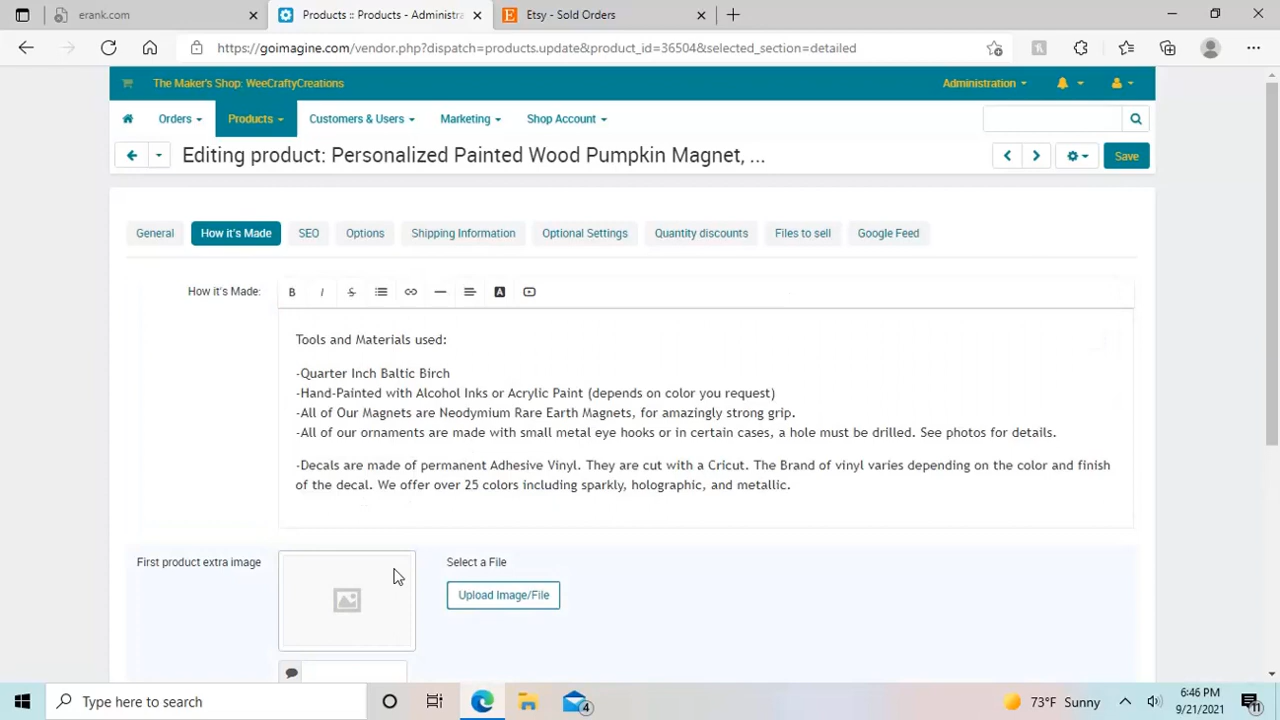 erank.com
Products :: Products - Administra
Etsy - Sold Orders
https://goimagine.com/vendor.php?dispatch=products.update&product_id=36504&selected_section=detailed
The Maker's Shop: WeeCraftyCreations
Administration
Orders
Products
Customers & Users
Marketing
Shop Account
Editing product: Personalized Painted Wood Pumpkin Magnet, ...
Save
General
How it's Made
SEO
Options
Shipping Information
Optional Settings
Quantity discounts
Files to sell
Google Feed
How it's Made:
B I S A
Tools and Materials used:
-Quarter Inch Baltic Birch
-Hand-Painted with Alcohol Inks or Acrylic Paint (depends on color you request)
-All of Our Magnets are Neodymium Rare Earth Magnets, for amazingly strong grip.
-All of our ornaments are made with small metal eye hooks or in certain cases, a hole must be drilled. See photos for details.
-Decals are made of permanent Adhesive Vinyl. They are cut with a Cricut. The Brand of vinyl varies depending on the color and finish
of the decal. We offer over 25 colors including sparkly, holographic, and metallic.
First product extra image
Select a File
Upload Image/File
Type here to search
4
73°F Sunny
6:46 PM
9/21/2021
11